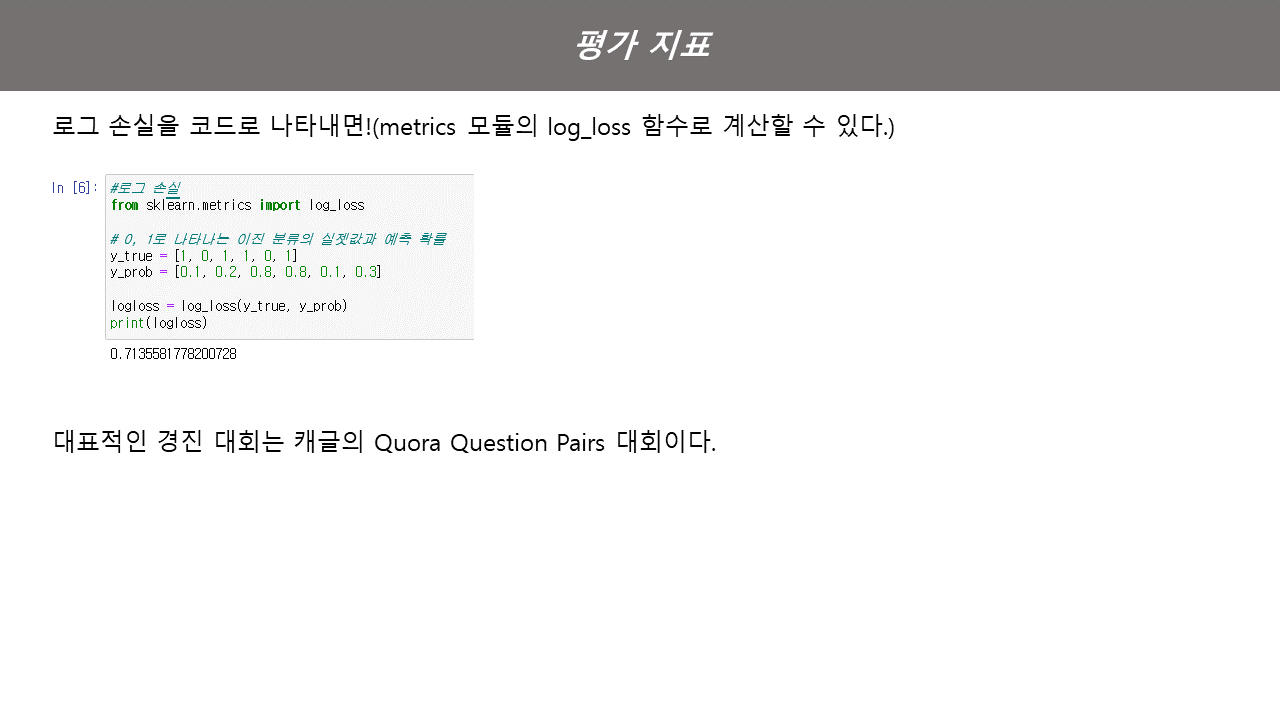 평가 지표
로그 손실을 코드로 나타내면!(metrics 모듈의 log_loss 함수로 계산할 수 있다.)
In [6]: #로그 손실
from sklearn.metrics import log_loss
# 0, 1로 나타나는 이진 분류의 실젯값과 예측 확률
y_true = [1, 0, 1, 1, 0, 1]
y_prob = [0.1, 0.2, 0.8, 0.8, 0.1, 0.3]
logloss = log_loss(y_true, y_prob)
print(logloss)
0.7135581778200728
대표적인 경진 대회는 캐글의 Quora Question Pairs 대회이다.